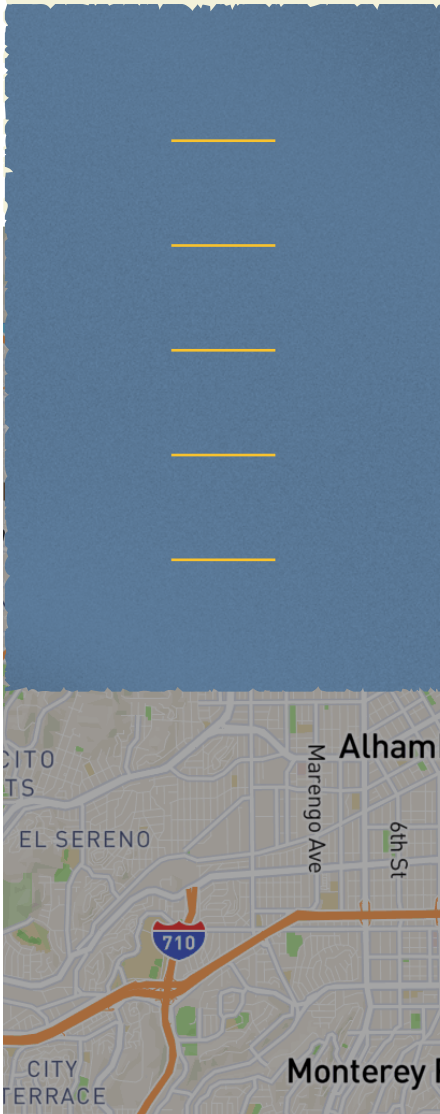 CITO
TS
Alham
Marengo Ave
EL SERENO
6th St
710
CITY
TERRACE
Monterey